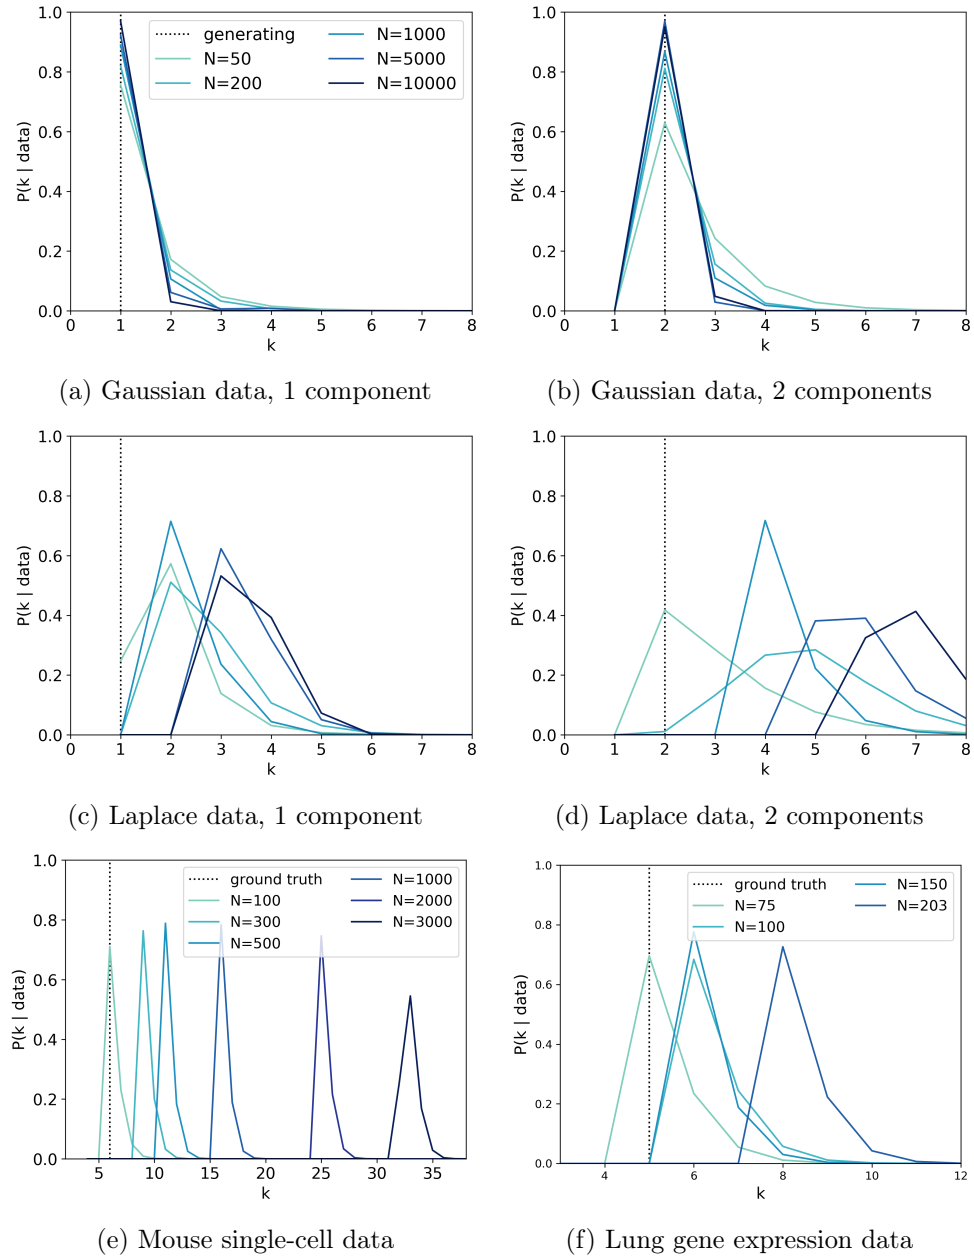 1.0
0.8
0.6
0.4
0.2
0.0
P(k | data)
generating
N=50
N=200
N=1000
N=5000
N=10000
0 1 2 3 4 5 6 7 8
k
(a) Gaussian data, 1 component
1.0
0.8
0.6
0.4
0.2
0.0
P(k | data)
0 1 2 3 4 5 6 7 8
k
(b) Gaussian data, 2 components
1.0
0.8
0.6
0.4
0.2
0.0
P(k | data)
0 1 2 3 4 5 6 7 8
k
(c) Laplace data, 1 component
1.0
0.8
0.6
0.4
0.2
0.0
P(k | data)
0 1 2 3 4 5 6 7 8
k
(d) Laplace data, 2 components
1.0
0.8
0.6
0.4
0.2
0.0
P(k | data)
ground truth
N=100
N=300
N=500
N=1000
N=2000
N=3000
5 10 15 20 25 30 35
k
(e) Mouse single-cell data
1.0
0.8
0.6
0.4
0.2
0.0
P(k | data)
ground truth
N=75
N=100
N=150
N=203
4 6 8 10 12
k
(f) Lung gene expression data